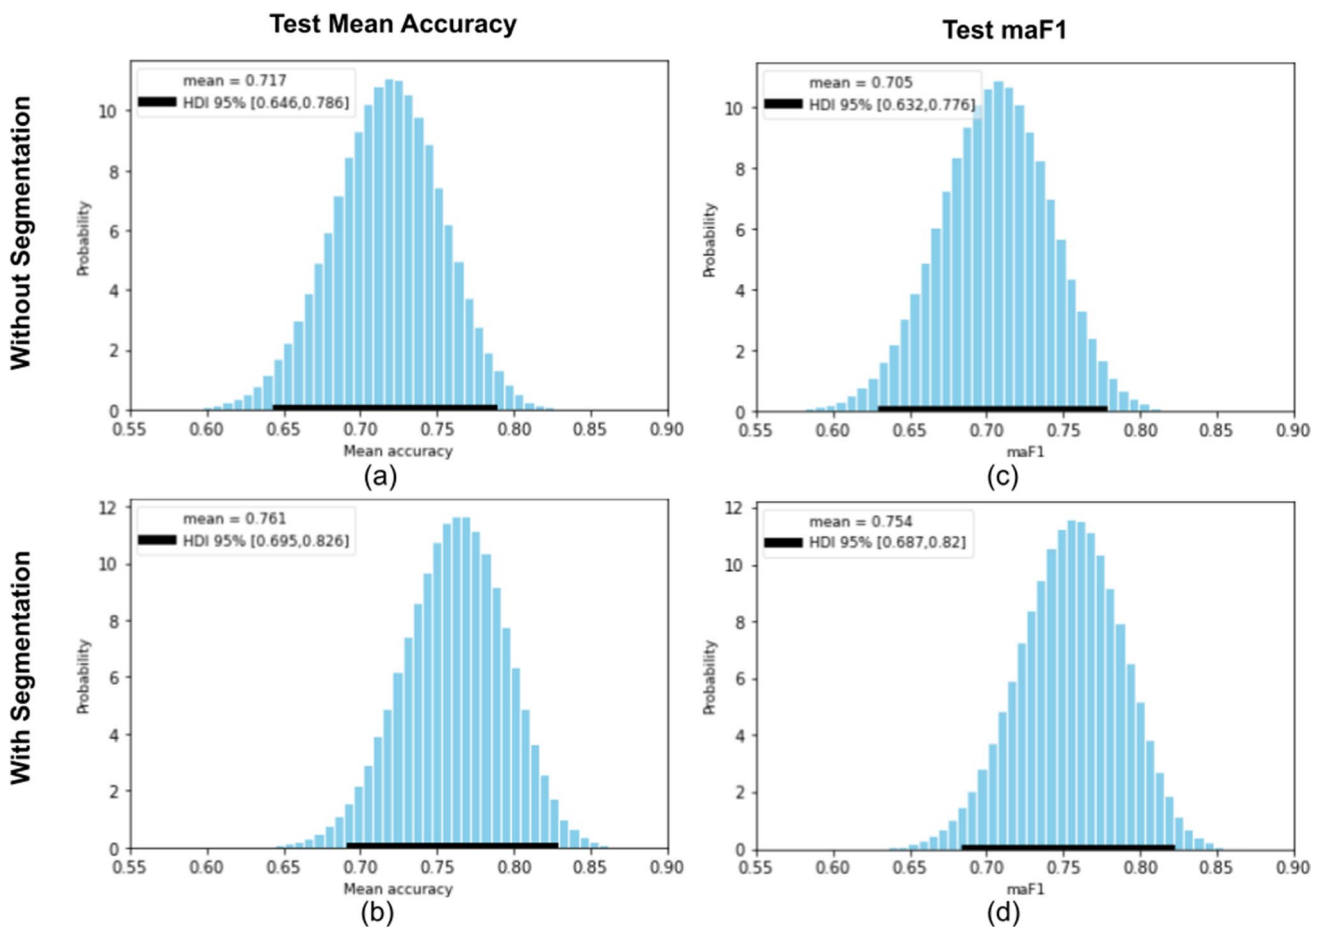 Test Mean Accuracy
Test maF1
Without Segmentation
mean = 0.717
HDI 95% [0.646,0.786]
Probability
10
8
6
4
2
0
0.55 0.60 0.65 0.70 0.75 0.80 0.85 0.90
Mean accuracy
(a)
mean = 0.705
HDI 95% [0.632,0.776]
Probability
10
8
6
4
2
0
0.55 0.60 0.65 0.70 0.75 0.80 0.85 0.90
maF1
(c)
With Segmentation
mean = 0.761
HDI 95% [0.695,0.826]
Probability
12
10
8
6
4
2
0
0.55 0.60 0.65 0.70 0.75 0.80 0.85 0.90
Mean accuracy
(b)
mean = 0.754
HDI 95% [0.687,0.82]
Probability
12
10
8
6
4
2
0
0.55 0.60 0.65 0.70 0.75 0.80 0.85 0.90
maF1
(d)